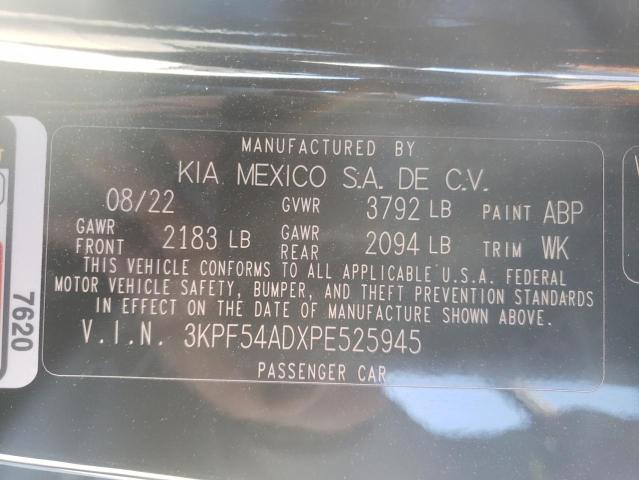 MANUFACTURED BY
KIA MEXICO S.A. DE C.V.
08/22 GVWR 3792 LB PAINT ABP
GAWR FRONT 2183 LB GAWR REAR 2094 LB TRIM WK
THIS VEHICLE CONFORMS TO ALL APPLICABLE U.S.A. FEDERAL
MOTOR VEHICLE SAFETY, BUMPER, AND THEFT PREVENTION STANDARDS
IN EFFECT ON THE DATE OF MANUFACTURE SHOWN ABOVE.
V.I.N. 3KPF54ADXPE525945
PASSENGER CAR
7620